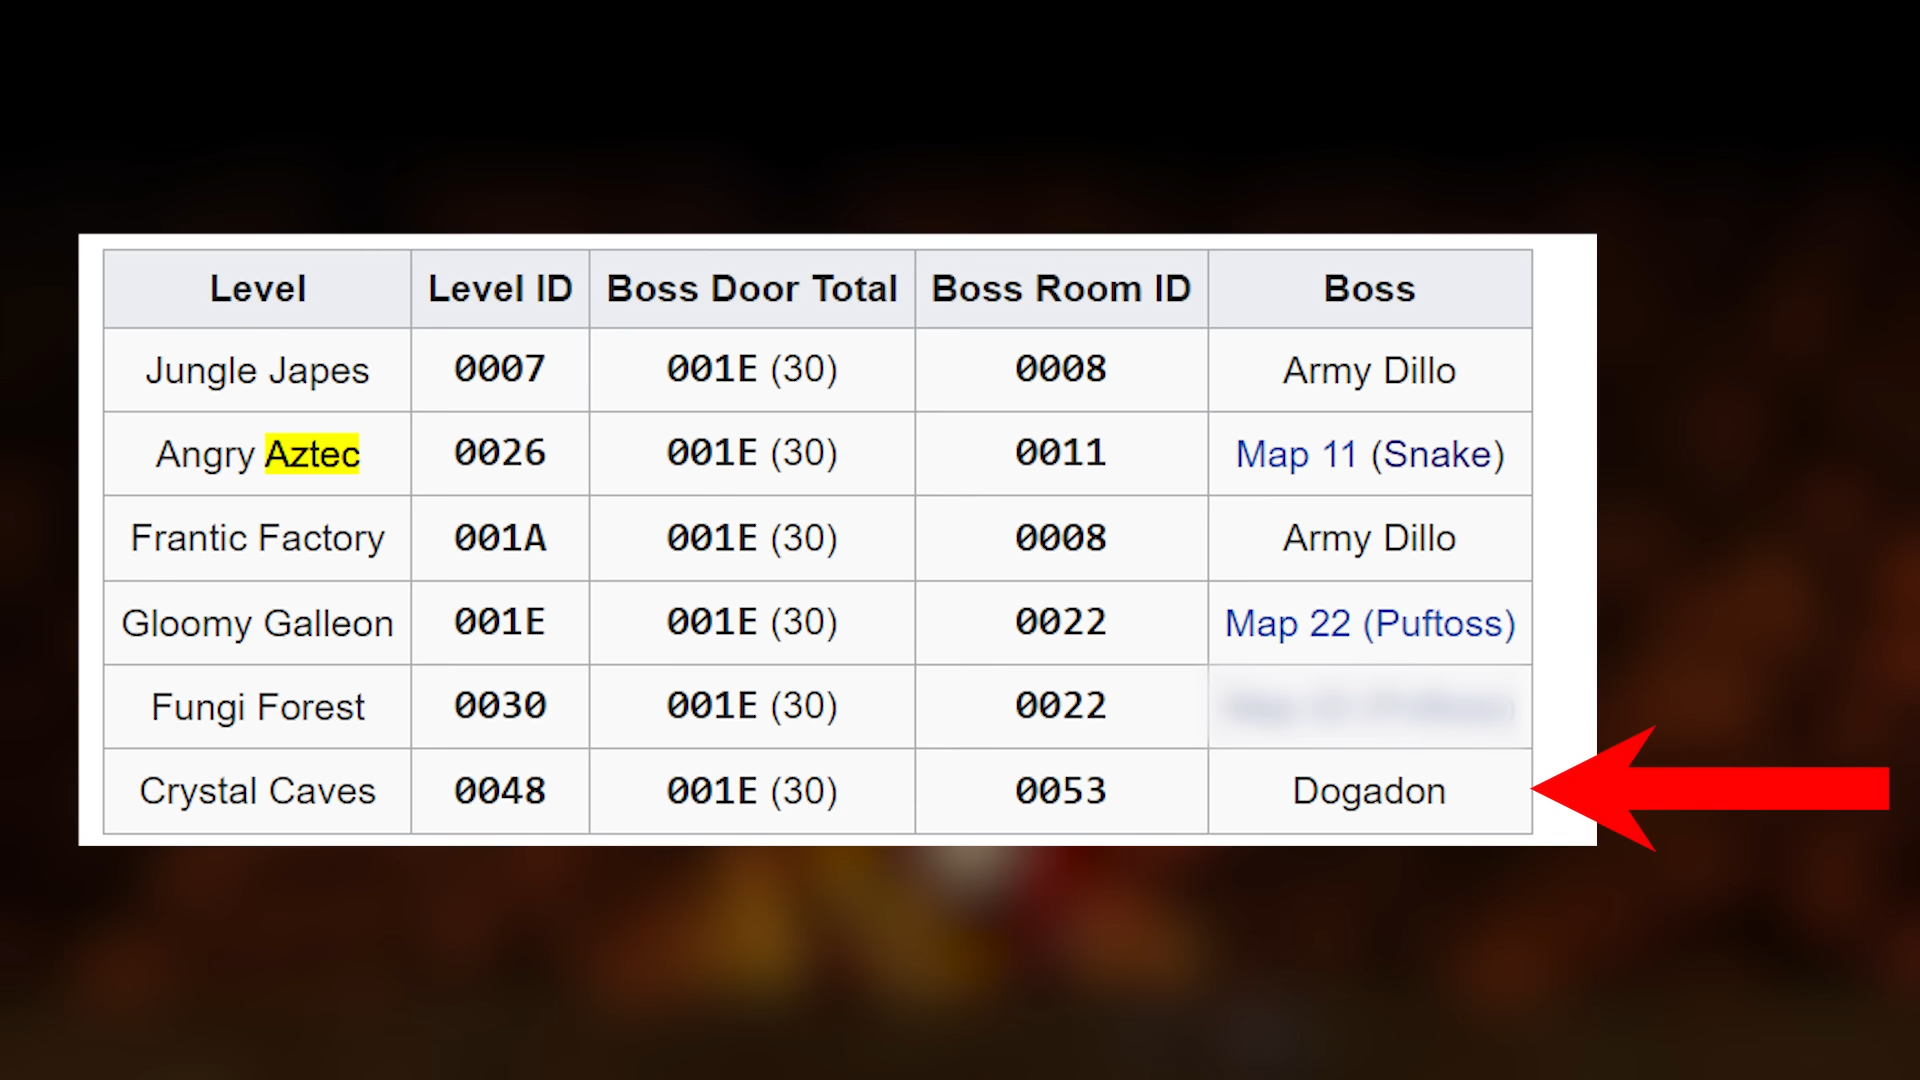 Level Level ID Boss Door Total Boss Room ID Boss
Jungle Japes 0007 001E (30) 0008 Army Dillo
Angry Aztec 0026 001E (30) 0011 Map 11 (Snake)
Frantic Factory 001A 001E (30) 0008 Army Dillo
Gloomy Galleon 001E 001E (30) 0022 Map 22 (Puftoss)
Fungi Forest 0030 001E (30) 0022
Crystal Caves 0048 001E (30) 0053 Dogadon